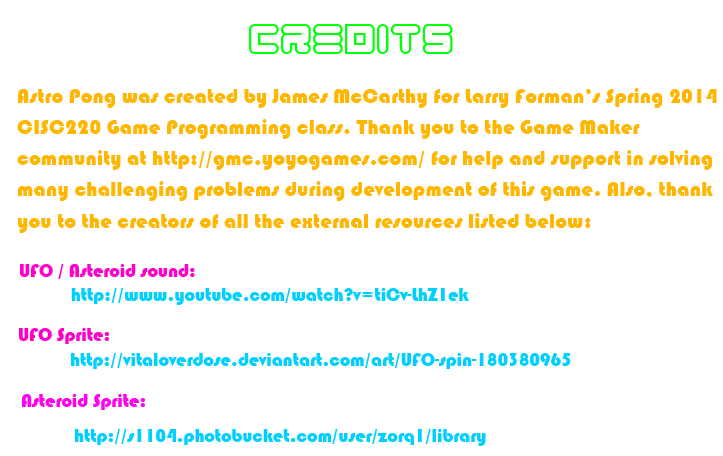 CREDITS
Astro Pong was created by James McCarthy for Larry Forman's Spring 2014
CISC220 Game Programming class. Thank you to the Game Maker
community at http://gmc.yoyogames.com/ for help and support in solving
many challenging problems during development of this game. Also, thank
you to the creators of all the external resources listed below:
UFO / Asteroid sound:
http://www.youtube.com/watch?v=tiCv-LhZ1ek
UFO Sprite:
http://vitaloverdose.deviantart.com/art/UFO-spin-180380965
Asteroid Sprite:
http://s1104.photobucket.com/user/zorq1/library